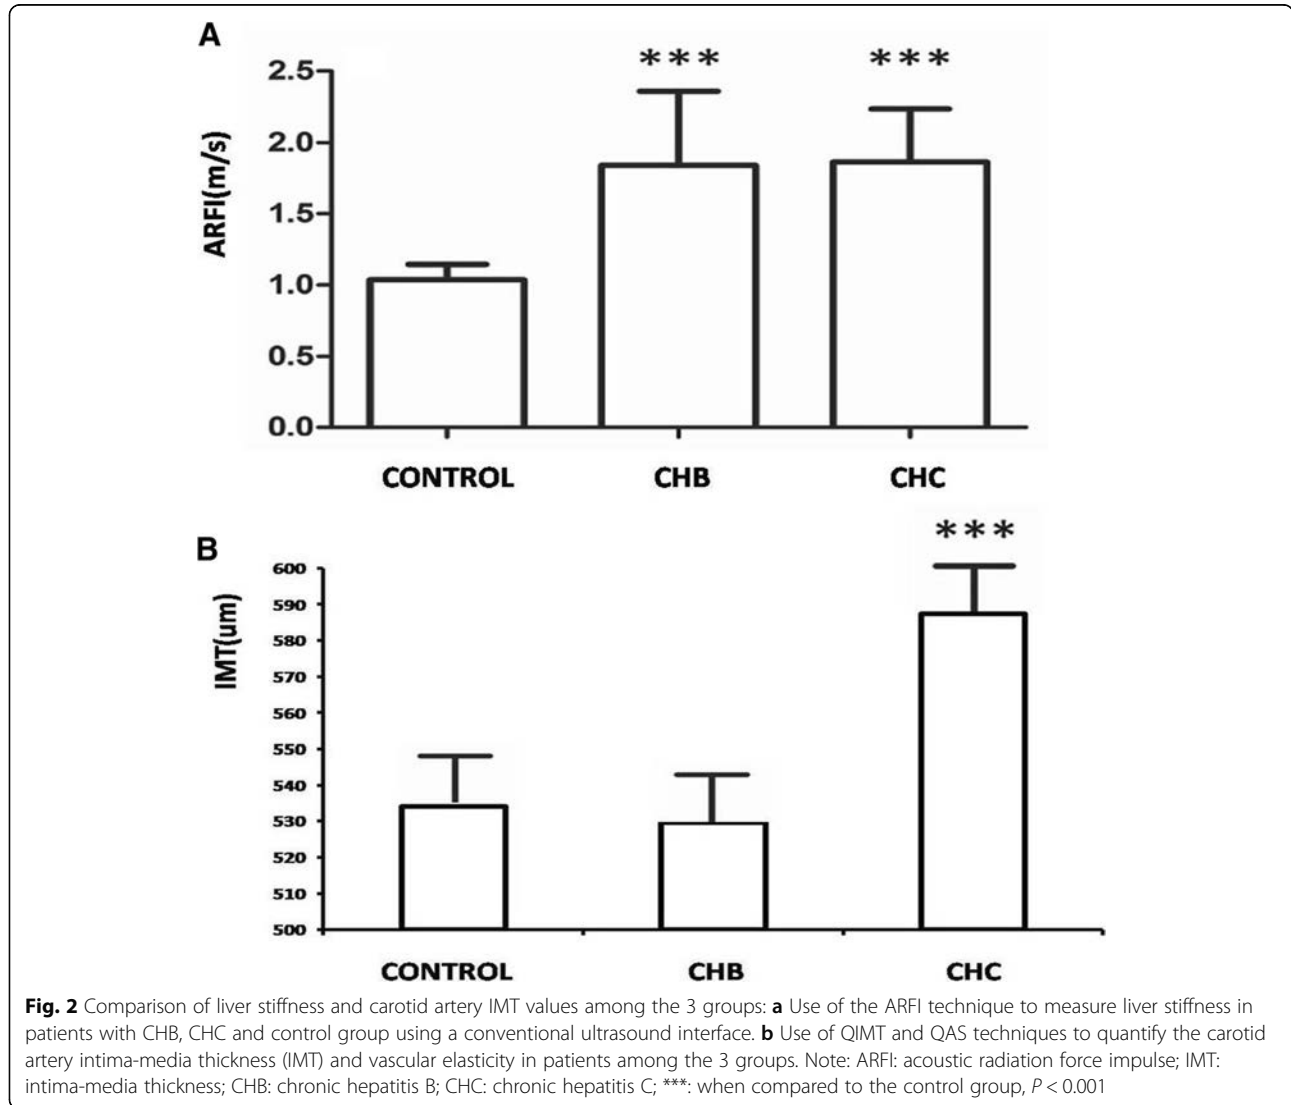 A
***
***
2.5
2.0
1.5
1.0
0.5
0.0
ARFI(m/s)
CONTROL CHB CHC
B
***
600
590
580
570
560
550
540
530
520
510
500
IMT(um)
CONTROL CHB CHC
Fig. 2 Comparison of liver stiffness and carotid artery IMT values among the 3 groups: a Use of the ARFI technique to measure liver stiffness in
patients with CHB, CHC and control group using a conventional ultrasound interface. b Use of QIMT and QAS techniques to quantify the carotid
artery intima-media thickness (IMT) and vascular elasticity in patients among the 3 groups. Note: ARFI: acoustic radiation force impulse; IMT:
intima-media thickness; CHB: chronic hepatitis B; CHC: chronic hepatitis C; ***: when compared to the control group, P < 0.001